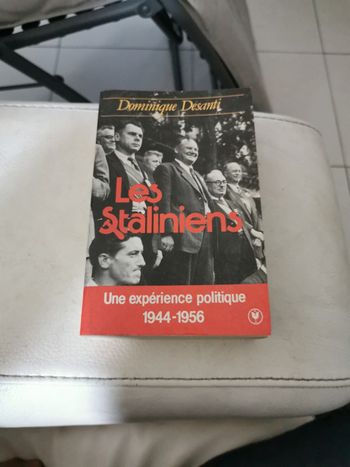 Dominique Desanti
Les
Staliniens
Une expérience politique
1944-1956